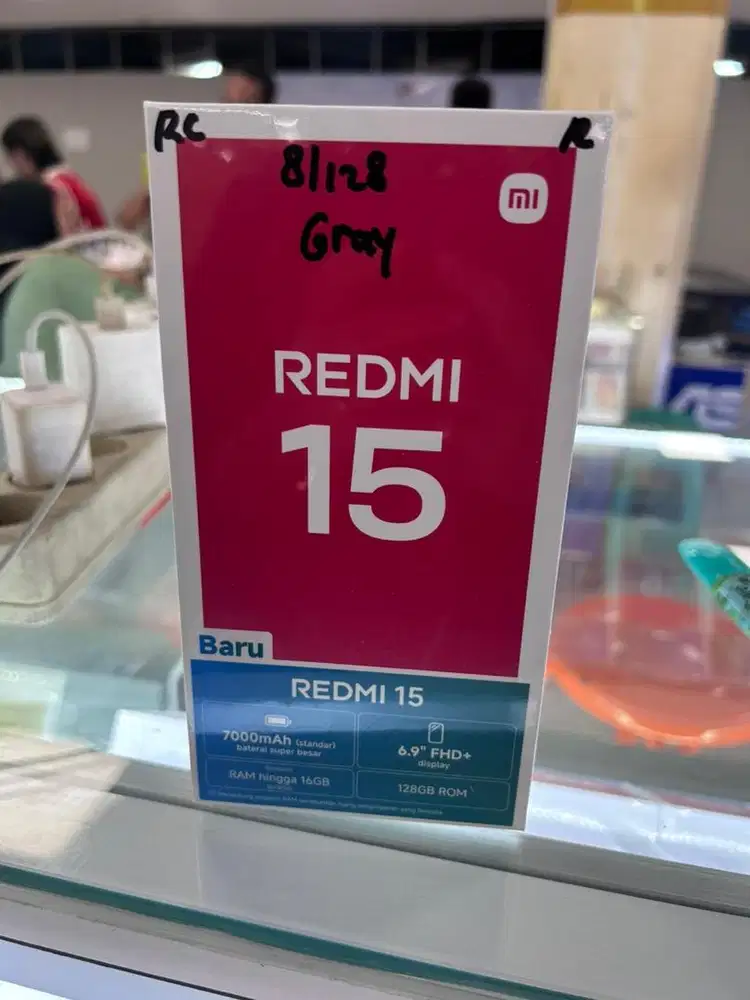 RC
R
8/128
mi
Gray
REDMI
15
Baru
REDMI 15
7000mAh (standar)
baterai super besar
6.9" FHD+
display
RAM hingga 16GB
128GB ROM